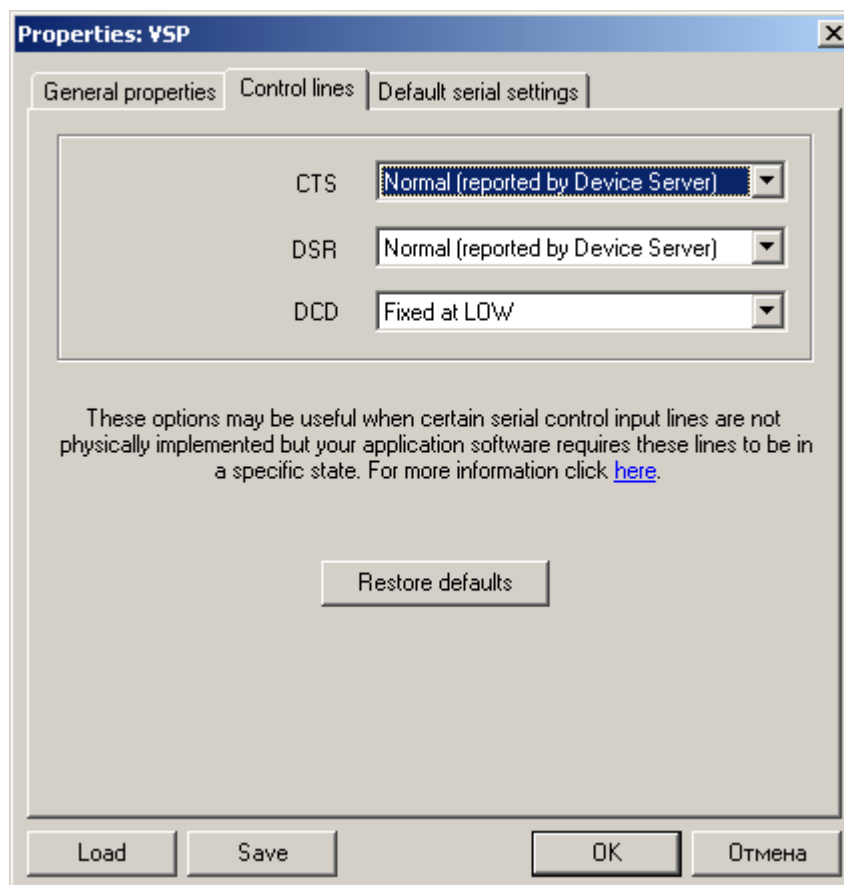 Properties: VSP
General properties Control lines Default serial settings
CTS Normal (reported by Device Server)
DSR Normal (reported by Device Server)
DCD Fixed at LOW
These options may be useful when certain serial control input lines are not
physically implemented but your application software requires these lines to be in
a specific state. For more information click here.
Restore defaults
Load Save OK Отмена